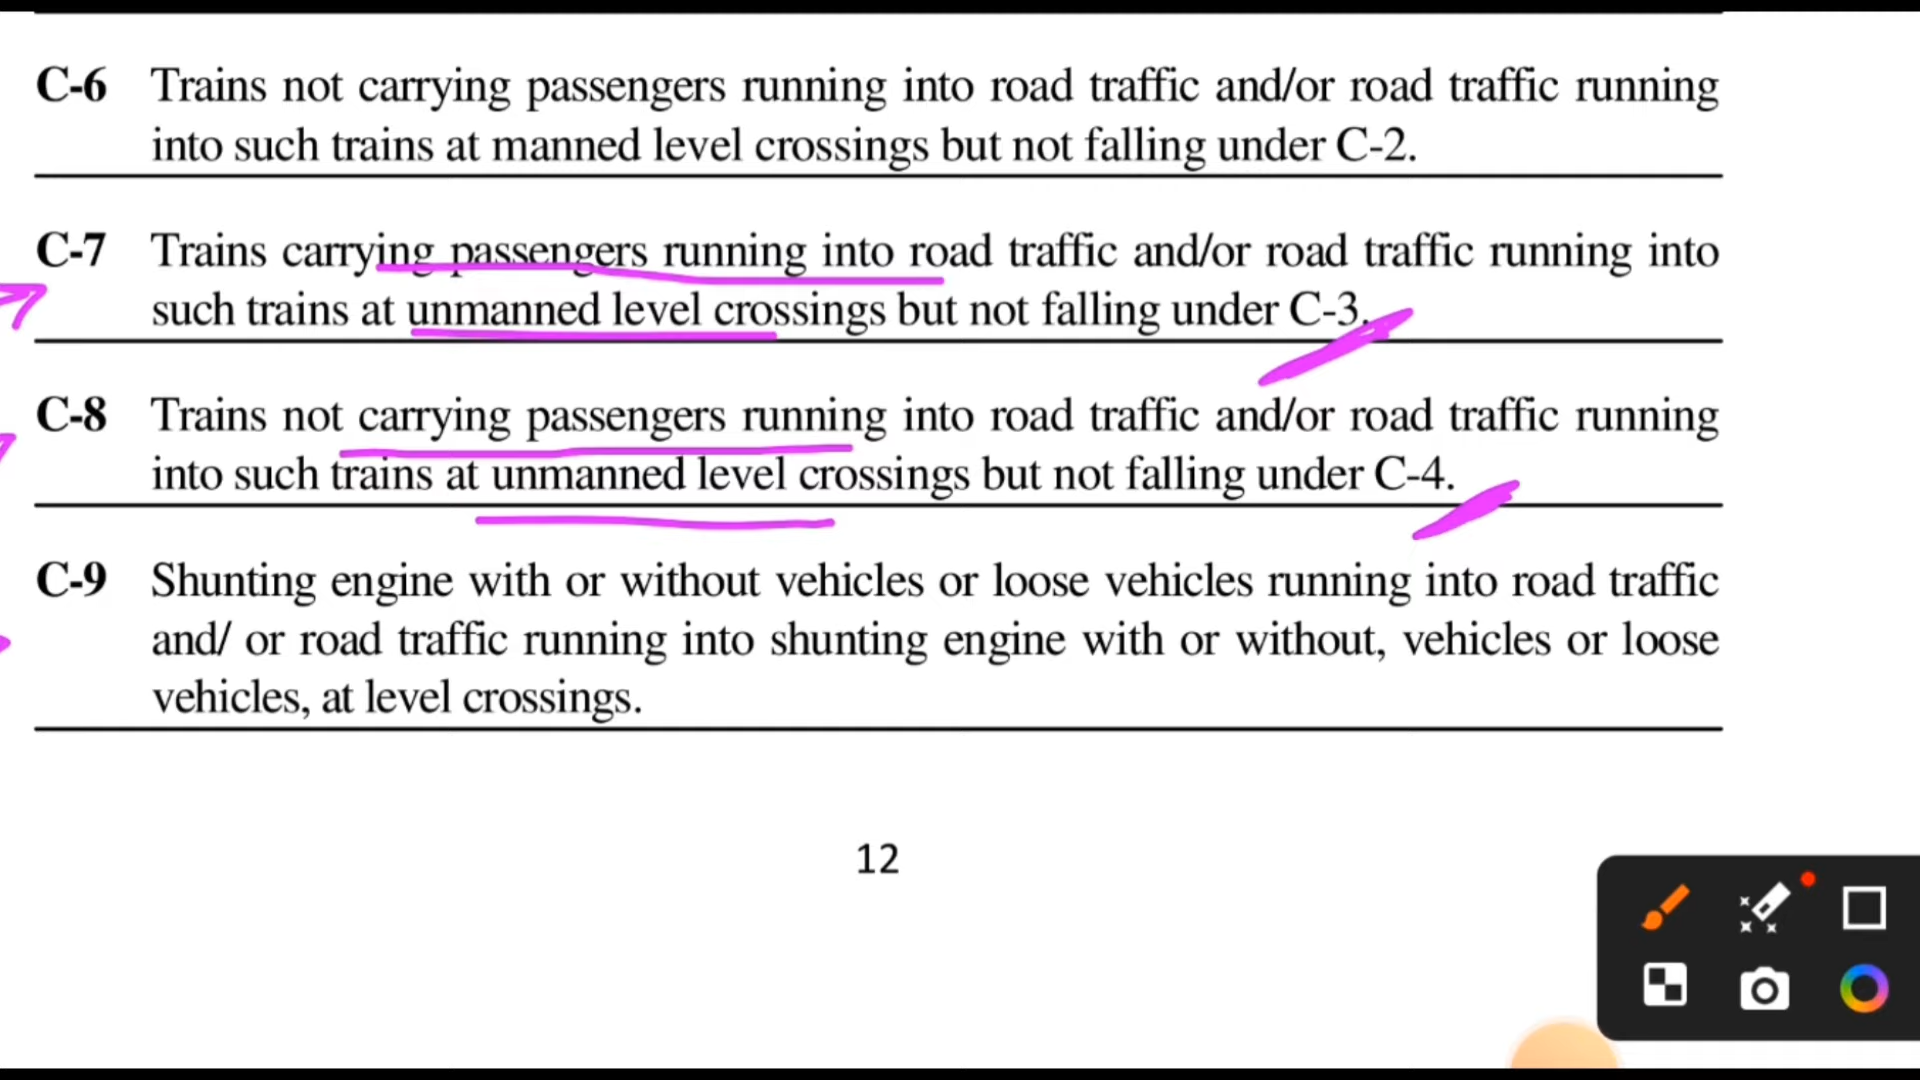 C-6 Trains not carrying passengers running into road traffic and/or road traffic running
into such trains at manned level crossings but not falling under C-2.
C-7 Trains carrying passengers running into road traffic and/or road traffic running into
such trains at unmanned level crossings but not falling under C-3.
C-8 Trains not carrying passengers running into road traffic and/or road traffic running
into such trains at unmanned level crossings but not falling under C-4.
C-9 Shunting engine with or without vehicles or loose vehicles running into road traffic
and/ or road traffic running into shunting engine with or without, vehicles or loose
vehicles, at level crossings.
12